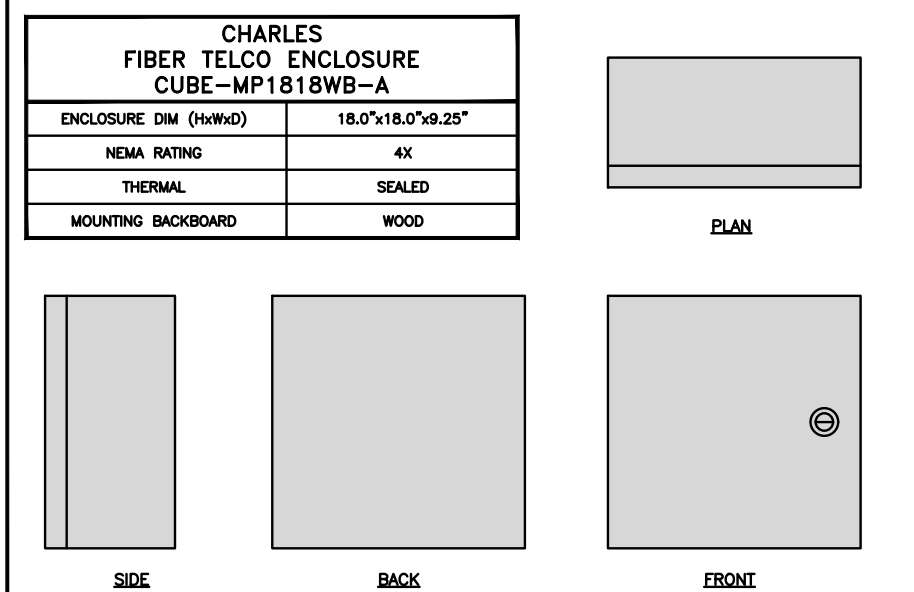 CHARLES
FIBER TELCO ENCLOSURE
CUBE-MP1818WB-A
ENCLOSURE DIM (HxWxD) 18.0"x18.0"x9.25"
NEMA RATING 4X
THERMAL SEALED
MOUNTING BACKBOARD WOOD
PLAN
SIDE BACK FRONT